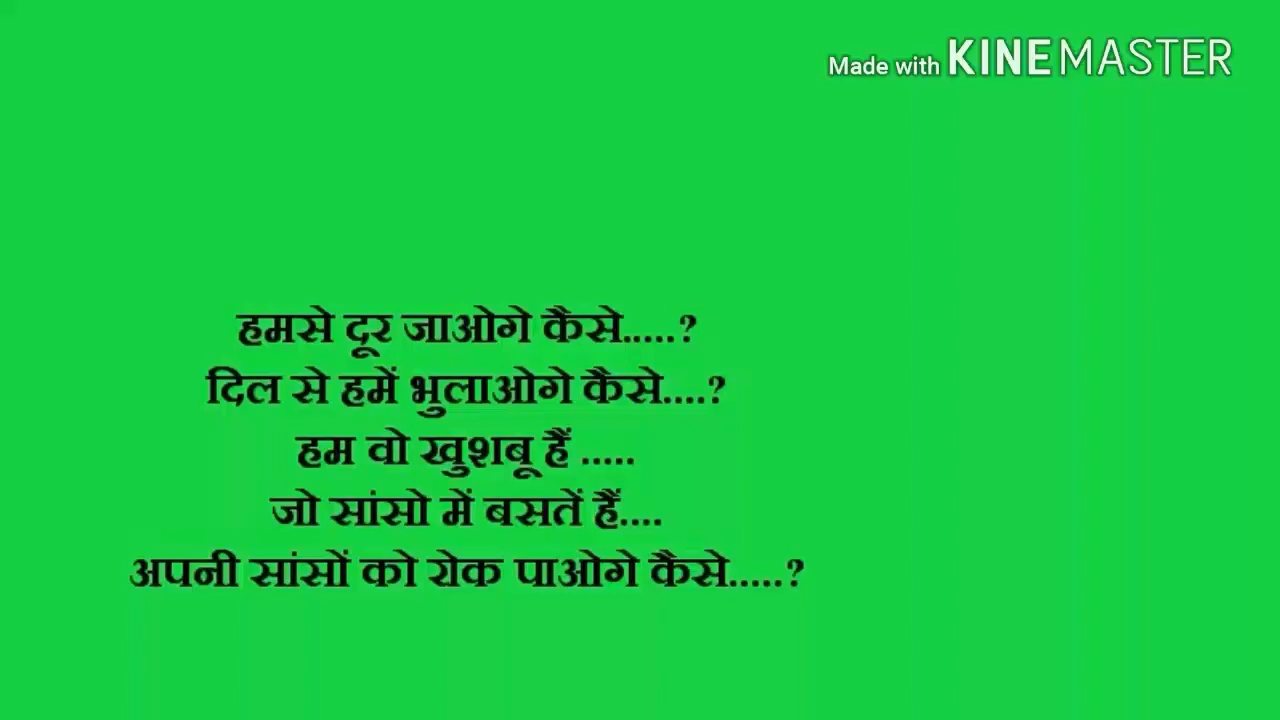 Made with KINEMASTER
हमसे दूर जाओगे कैसे.....?
दिल से हमें भुलाओगे कैसे....?
हम वो खुशबू हैं .....
जो सांसो में बसतें हैं....
अपनी सांसों को रोक पाओगे कैसे.....?